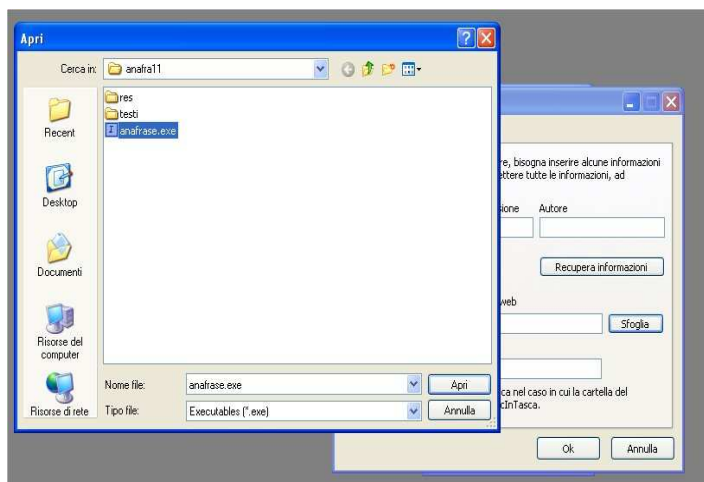 Apri
Cerca in:
anafra11
res
testi
anafrase.exe
Recent
Desktop
Documenti
Risorse del
computer
Risorse di rete
Nome file:
anafrase.exe
Apri
Tipo file:
Executables (*.exe)
Annulla
re, bisogna inserire alcune informazioni
ettere tutte le informazioni, ad
sione
Autore
Recupera informazioni
web
Sfoglia
ca nel caso in cui la cartella del
cInTasca.
Ok
Annulla